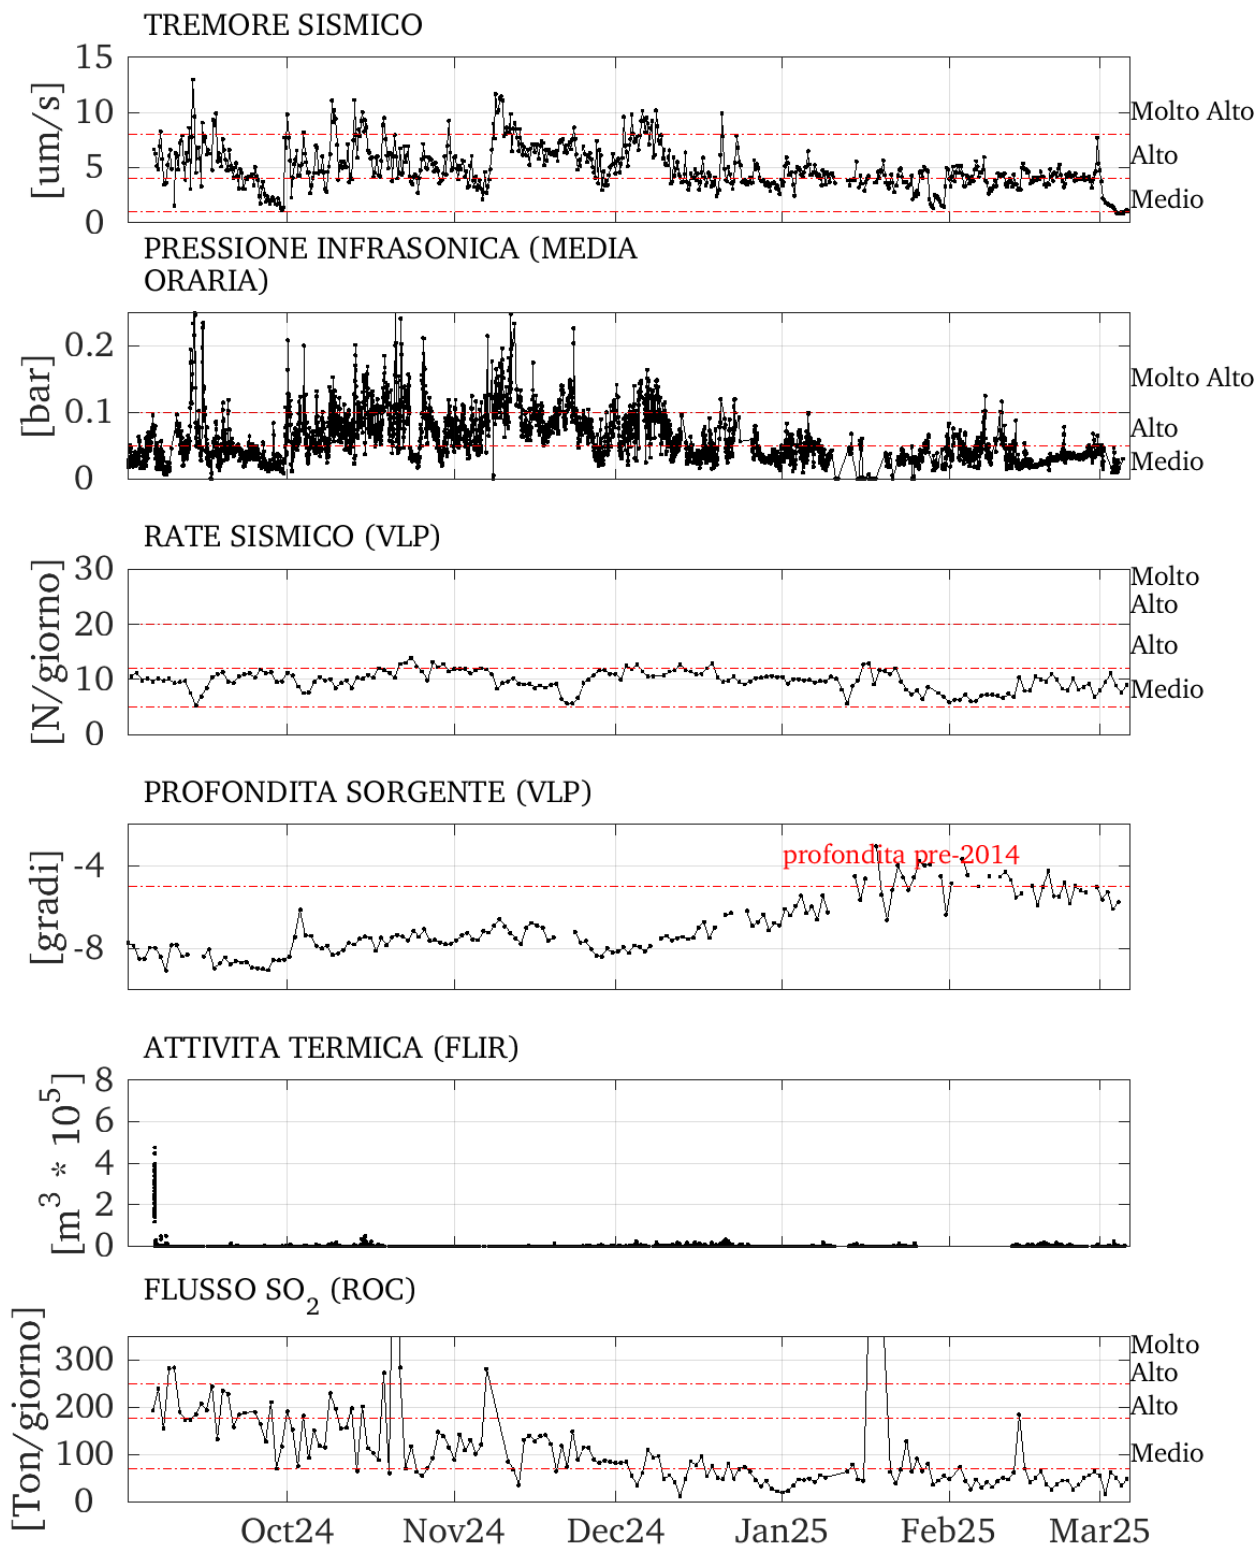 TREMORE SISMICO
15
10
5
0
[um/s]
Molto Alto
Alto
Medio
PRESSIONE INFRASONICA (MEDIA
ORARIA)
0.2
0.1
0
[bar]
Molto Alto
Alto
Medio
RATE SISMICO (VLP)
30
20
10
0
[N/giorno]
Molto
Alto
Alto
Medio
PROFONDITA SORGENTE (VLP)
-4
-8
[gradi]
profondita pre-2014
ATTIVITA TERMICA (FLIR)
8
6
4
2
0
[m³ * 10⁵]
FLUSSO SO₂ (ROC)
300
200
100
0
[Ton/giorno]
Molto
Alto
Alto
Medio
Oct24 Nov24 Dec24 Jan25 Feb25 Mar25